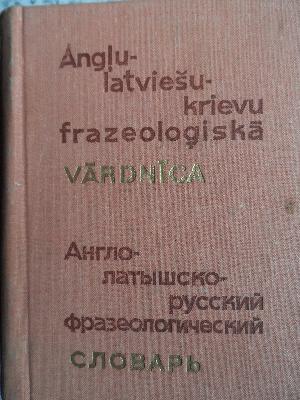 Angļu-
latviešu-
krievu
frazeoloģiskā
VĀRDNĪCA
Англо-
латышско-
русский
фразеологический
СЛОВАРЬ